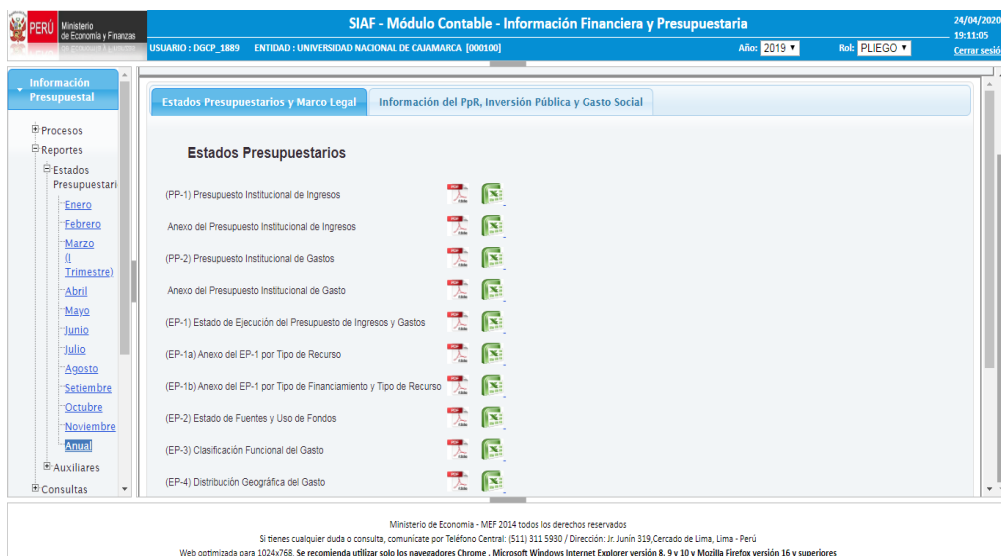 PERÚ
Ministerio
de Economía y Finanzas
SIAF - Módulo Contable - Información Financiera y Presupuestaria
24/04/2020
19:11:05
USUARIO : DGCP_1889 ENTIDAD : UNIVERSIDAD NACIONAL DE CAJAMARCA [000100]
Año: 2019
Rol: PLIEGO
Cerrar sesió
Información
Presupuestal
Procesos
Reportes
Estados
Presupuestari
Enero
Febrero
Marzo
(I
Trimestre)
Abril
Mayo
Junio
Julio
Agosto
Setiembre
Octubre
Noviembre
Anual
Auxiliares
Consultas
Estados Presupuestarios y Marco Legal
Información del PpR, Inversión Pública y Gasto Social
Estados Presupuestarios
(PP-1) Presupuesto Institucional de Ingresos
Anexo del Presupuesto Institucional de Ingresos
(PP-2) Presupuesto Institucional de Gastos
Anexo del Presupuesto Institucional de Gasto
(EP-1) Estado de Ejecución del Presupuesto de Ingresos y Gastos
(EP-1a) Anexo del EP-1 por Tipo de Recurso
(EP-1b) Anexo del EP-1 por Tipo de Financiamiento y Tipo de Recurso
(EP-2) Estado de Fuentes y Uso de Fondos
(EP-3) Clasificación Funcional del Gasto
(EP-4) Distribución Geográfica del Gasto
Ministerio de Economia - MEF 2014 todos los derechos reservados
Si tienes cualquier duda o consulta, comunícate por Teléfono Central: (511) 311 5930 / Dirección: Jr. Junín 319,Cercado de Lima, Lima - Perú
Web optimizada para 1024x768. Se recomienda utilizar solo los navegadores Chrome , Microsoft Windows Internet Explorer versión 8, 9 y 10 y Mozilla Firefox versión 16 y superiores